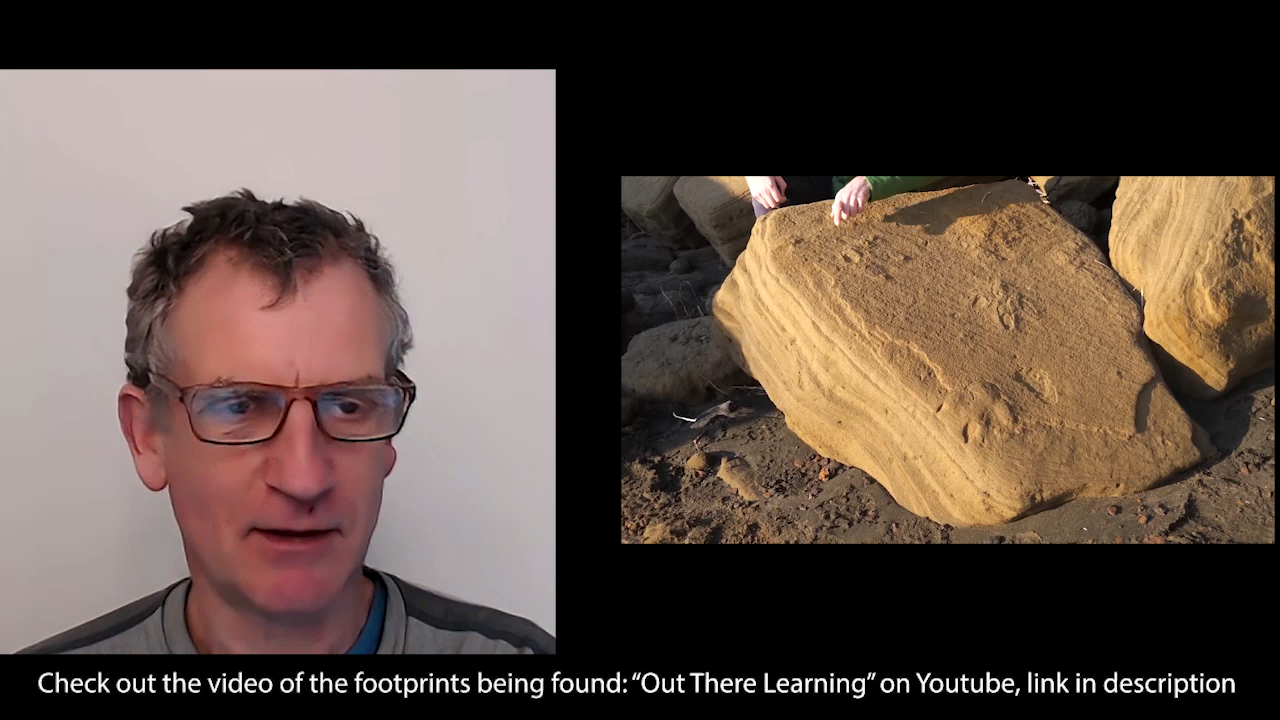 Check out the video of the footprints being found: “Out There Learning” on Youtube, link in description